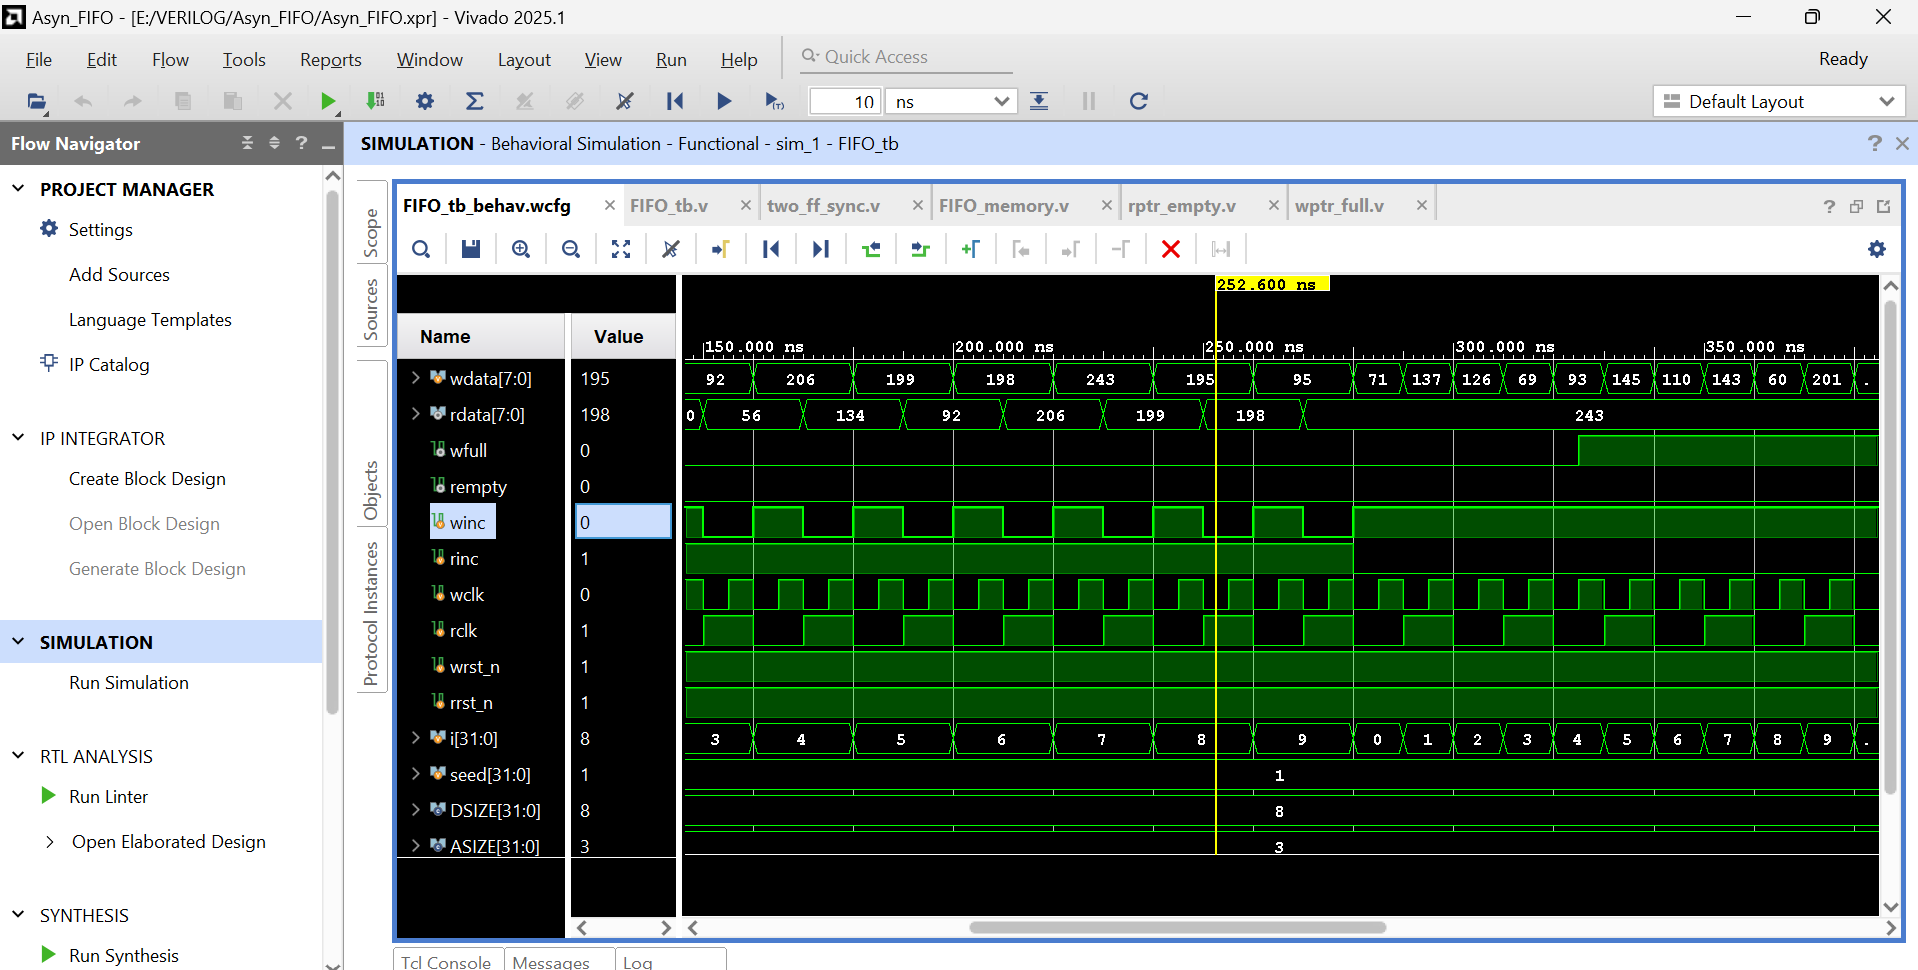 Asyn_FIFO - [E:/VERILOG/Asyn_FIFO/Asyn_FIFO.xpr] - Vivado 2025.1
File Edit Flow Tools Reports Window Layout View Run Help Quick Access Ready
10 ns Default Layout
Flow Navigator
SIMULATION - Behavioral Simulation - Functional - sim_1 - FIFO_tb
PROJECT MANAGER
Settings
Add Sources
Language Templates
IP Catalog
IP INTEGRATOR
Create Block Design
Open Block Design
Generate Block Design
SIMULATION
Run Simulation
RTL ANALYSIS
Run Linter
Open Elaborated Design
SYNTHESIS
Run Synthesis
Scope
Sources
Objects
Protocol Instances
FIFO_tb_behav.wcfg FIFO_tb.v two_ff_sync.v FIFO_memory.v rptr_empty.v wptr_full.v
252.600 ns
Name Value 150.000 ns 200.000 ns 250.000 ns 300.000 ns 350.000 ns
wdata[7:0] 195 92 206 199 198 243 195 95 71 137 126 69 93 145 110 143 60 201 .
rdata[7:0] 198 0 56 134 92 206 199 198 243
wfull 0
rempty 0
winc 0
rinc 1
wclk 0
rclk 1
wrst_n 1
rrst_n 1
i[31:0] 8 3 4 5 6 7 8 9 0 1 2 3 4 5 6 7 8 9 .
seed[31:0] 1 1
DSIZE[31:0] 8 8
ASIZE[31:0] 3 3
Tcl Console Messages Log